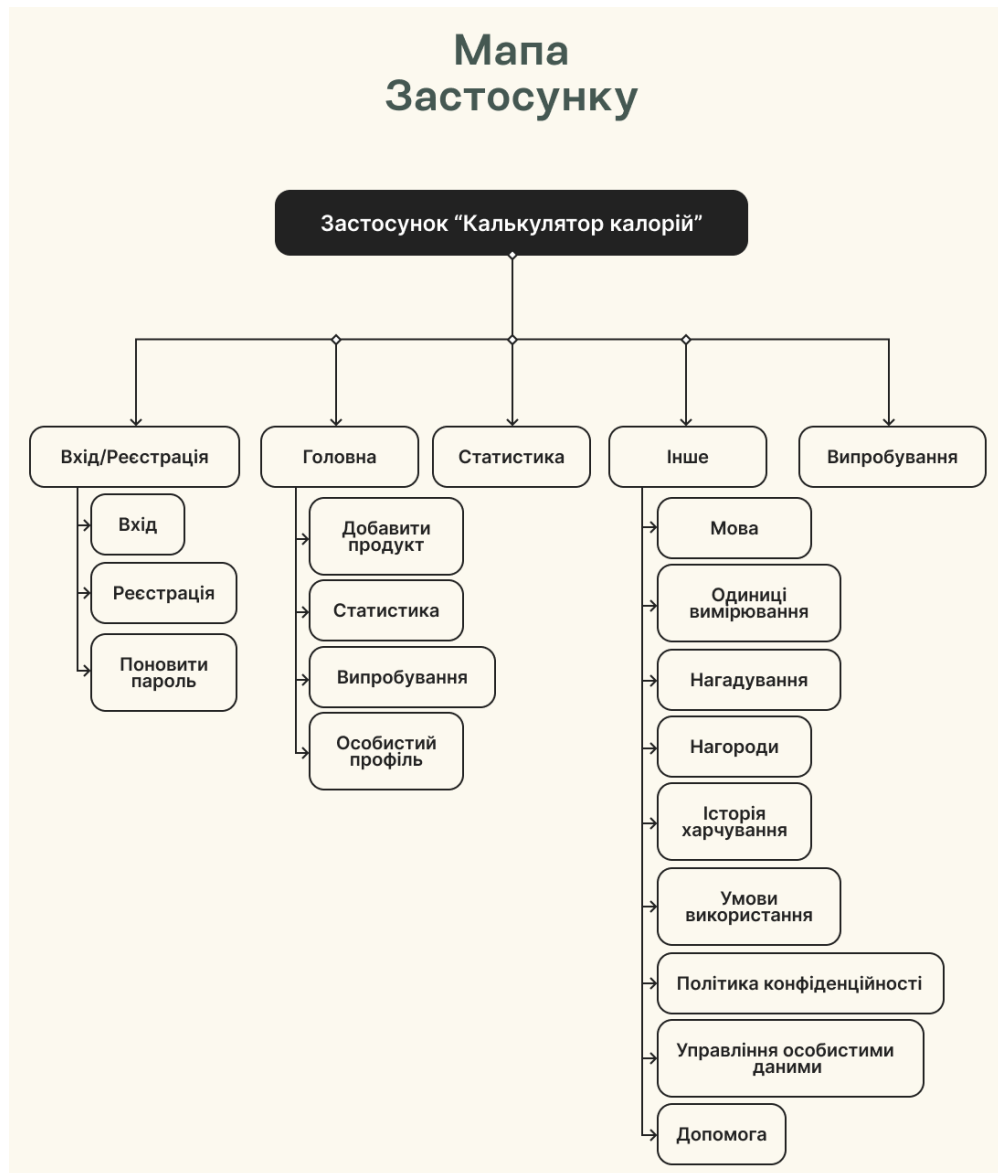 Мапа
Застосунку
Застосунок “Калькулятор калорій”
Вхід/Реєстрація
Головна
Статистика
Інше
Випробування
Вхід
Реєстрація
Поновити
пароль
Добавити
продукт
Статистика
Випробування
Особистий
профіль
Мова
Одиниці
вимірювання
Нагадування
Нагороди
Історія
харчування
Умови
використання
Політика конфіденційності
Управління особистими
даними
Допомога